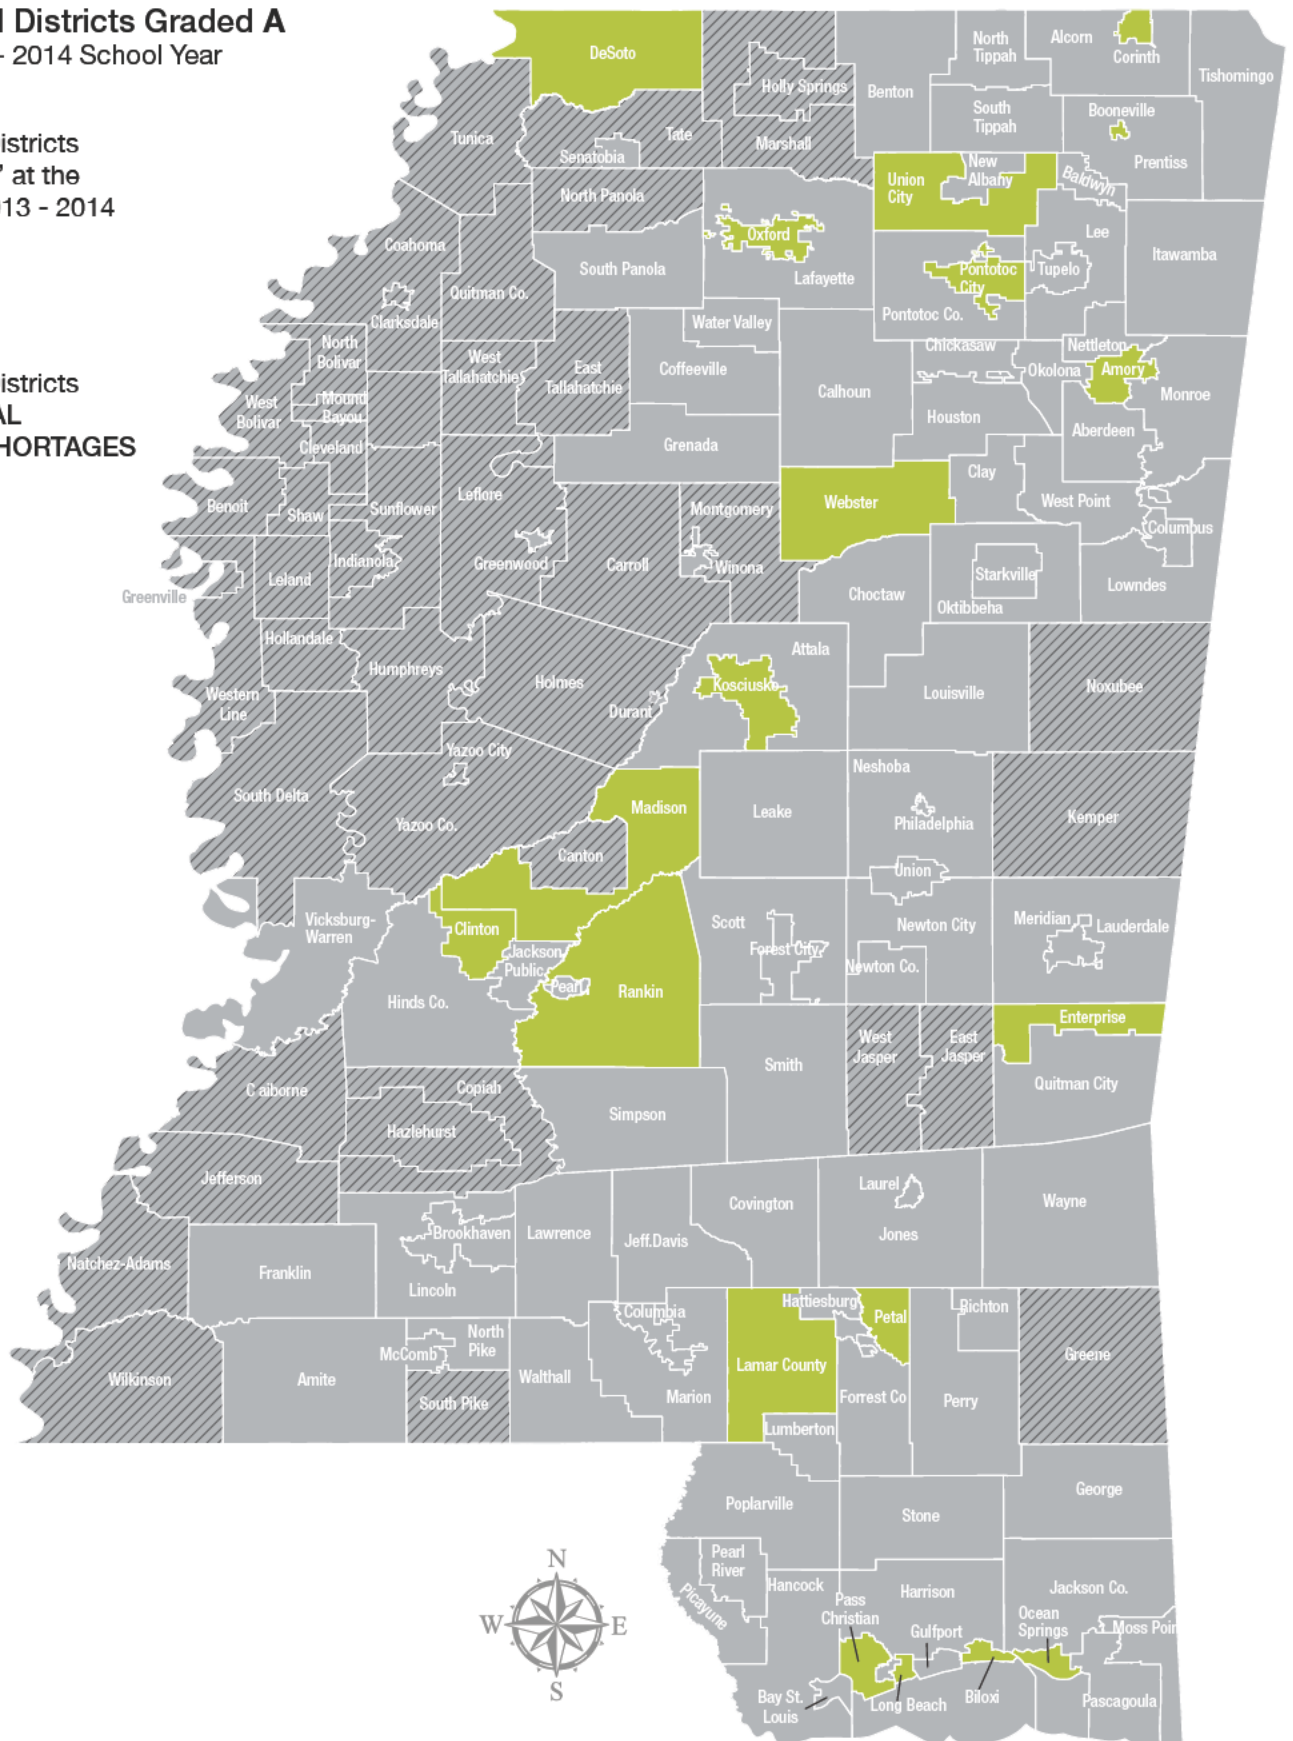 l Districts Graded A
- 2014 School Year
Districts
" at the
013 - 2014
Districts
AL
HORTAGES
DeSoto
Holly Springs
Benton
North
Tippah
Alcorn
Corinth
Tishomingo
Tunica
Tate
Senatobia
Marshall
South
Tippah
Booneville
Prentiss
North Panola
Union
City
New
Albany
Baldwyn
Coahoma
Oxford
Lee
Itawamba
South Panola
Lafayette
Pontotoc
City
Tupelo
Quitman Co.
Clarksdale
Water Valley
Pontotoc Co.
North
Bolivar
West
Tallahatchie
East
Tallahatchie
Coffeeville
Chickasaw
Nettleton
Okolona
Amory
Monroe
Calhoun
West
Bolivar
Mound
Bayou
Houston
Aberdeen
Cleveland
Grenada
Clay
Benoit
Shaw
Sunflower
Leflore
Montgomery
Webster
West Point
Columbus
Greenville
Leland
Indianola
Greenwood
Carroll
Winona
Choctaw
Starkville
Oktibbeha
Lowndes
Hollandale
Humphreys
Holmes
Attala
Western
Line
Durant
Kosciusko
Louisville
Noxubee
Yazoo City
South Delta
Yazoo Co.
Madison
Leake
Neshoba
Philadelphia
Kemper
Canton
Union
Vicksburg-
Warren
Clinton
Jackson
Public
Scott
Forest City
Newton City
Newton Co.
Meridian
Lauderdale
Hinds Co.
Pearl
Rankin
Enterprise
West
Jasper
East
Jasper
Smith
Quitman City
C aiborne
Copiah
Hazlehurst
Simpson
Jefferson
Covington
Laurel
Jones
Wayne
Natchez-Adams
Franklin
Brookhaven
Lincoln
Lawrence
Jeff.Davis
Columbia
Hattiesburg
Petal
Richton
Greene
McComb
North
Pike
Wilkinson
Amite
South Pike
Walthall
Marion
Lamar County
Forrest Co
Perry
Lumberton
Poplarville
Stone
George
N
W
E
S
Pearl
River
Picayune
Hancock
Harrison
Jackson Co.
Pass
Christian
Gulfport
Ocean
Springs
Moss Poin
Bay St.
Louis
Long Beach
Biloxi
Pascagoula